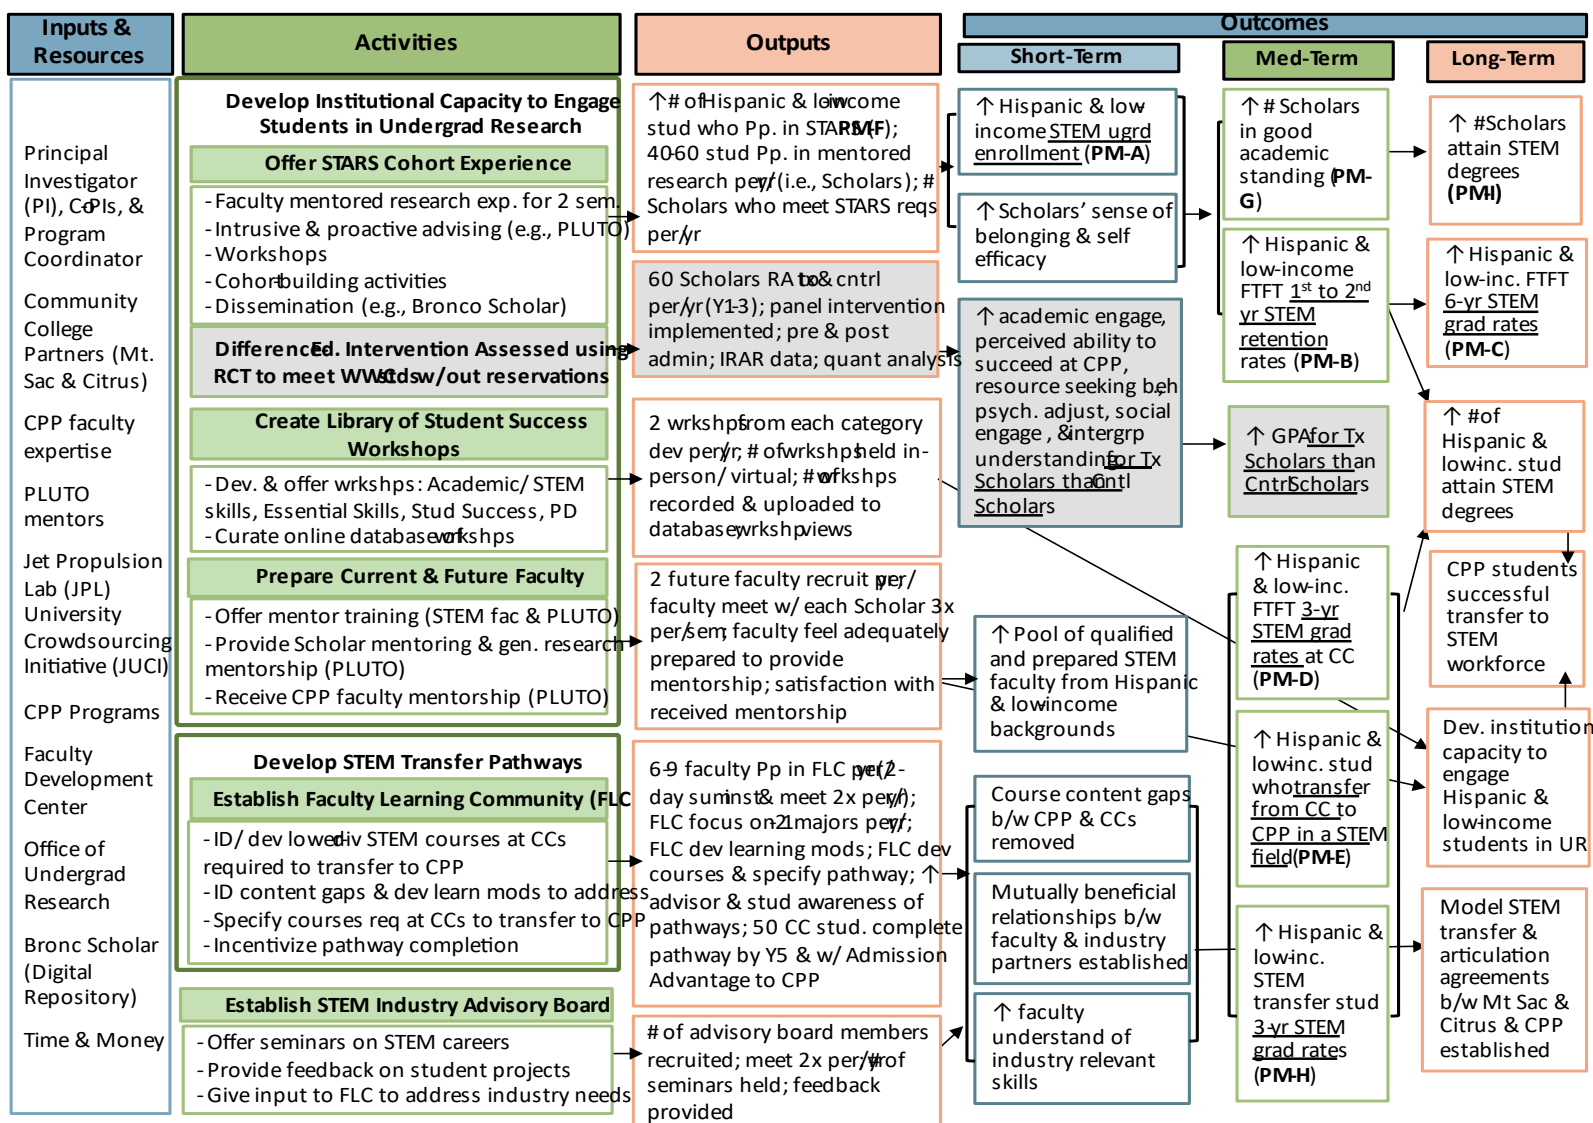 Inputs &
Resources
Activities
Outputs
Outcomes
Short-Term
Med-Term
Long-Term
Principal
Investigator
(PI), Co-PIs, &
Program
Coordinator
Community
College
Partners (Mt.
Sac & Citrus)
CPP faculty
expertise
PLUTO
mentors
Jet Propulsion
Lab (JPL)
University
Crowdsourcing
Initiative (JUCI)
CPP Programs
Faculty
Development
Center
Office of
Undergrad
Research
Bronc Scholar
(Digital
Repository)
Time & Money
Develop Institutional Capacity to Engage
Students in Undergrad Research
Offer STARS Cohort Experience
- Faculty mentored research exp. for 2 sem.
- Intrusive & proactive advising (e.g., PLUTO)
- Workshops
- Cohort-building activities
- Dissemination (e.g., Bronco Scholar)
Difference-Ed. Intervention Assessed using
RCT to meet WWC stds w/out reservations
Create Library of Student Success
Workshops
- Dev. & offer wrkshps: Academic/ STEM
skills, Essential Skills, Stud Success, PD
- Curate online database of wrkshps
Prepare Current & Future Faculty
- Offer mentor training (STEM fac & PLUTO)
- Provide Scholar mentoring & gen. research
mentorship (PLUTO)
- Receive CPP faculty mentorship (PLUTO)
Develop STEM Transfer Pathways
Establish Faculty Learning Community (FLC
- ID/ dev lower-div STEM courses at CCs
required to transfer to CPP
- ID content gaps & dev learn mods to address
- Specify courses req at CCs to transfer to CPP
- Incentivize pathway completion
Establish STEM Industry Advisory Board
- Offer seminars on STEM careers
- Provide feedback on student projects
- Give input to FLC to address industry needs
↑# of Hispanic & low-income
stud who Pp. in STARS (PM-F);
40-60 stud Pp. in mentored
research per/yr (i.e., Scholars); #
Scholars who meet STARS reqs
per/yr
60 Scholars RA to tx & cntrl
per/yr (Y1-3); panel intervention
implemented; pre & post
admin; IRAR data; quant analysis
2 wrkshps from each category
dev per/yr; # of wrkshps held in-
person/ virtual; # of wrkshps
recorded & uploaded to
database; wrkshp views
2 future faculty recruit per/yr;
faculty meet w/ each Scholar 3x
per/sem; faculty feel adequately
prepared to provide
mentorship; satisfaction with
received mentorship
6-9 faculty Pp in FLC per/yr (2-
day sum inst & meet 2x per/yr);
FLC focus on 1-2 majors per/yr;
FLC dev learning mods; FLC dev
courses & specify pathway; ↑
advisor & stud awareness of
pathways; 50 CC stud. complete
pathway by Y5 & w/ Admission
Advantage to CPP
# of advisory board members
recruited; meet 2x per/yr; # of
seminars held; feedback
provided
↑ Hispanic & low-
income STEM ugrd
enrollment (PM-A)
↑ Scholars' sense of
belonging & self
efficacy
↑ academic engage,
perceived ability to
succeed at CPP,
resource seeking beh,
psych. adjust, social
engage , & intergrp
understanding for Tx
Scholars than Cntl
Scholars
↑ Pool of qualified
and prepared STEM
faculty from Hispanic
& low-income
backgrounds
Course content gaps
b/w CPP & CCs
removed
Mutually beneficial
relationships b/w
faculty & industry
partners established
↑ faculty
understand of
industry relevant
skills
↑ # Scholars
in good
academic
standing (PM-
G)
↑ Hispanic &
low-income
FTFT 1st to 2nd
yr STEM
retention
rates (PM-B)
↑ GPA for Tx
Scholars than
Cntrl Scholars
↑ Hispanic
& low-inc.
FTFT 3-yr
STEM grad
rates at CC
(PM-D)
↑ Hispanic &
low-inc. stud
who transfer
from CC to
CPP in a STEM
field (PM-E)
↑ Hispanic &
low-inc.
STEM
transfer stud
3-yr STEM
grad rates
(PM-H)
↑ #Scholars
attain STEM
degrees
(PM-I)
↑ Hispanic &
low-inc. FTFT
6-yr STEM
grad rates
(PM-C)
↑ #of
Hispanic &
low-inc. stud
attain STEM
degrees
CPP students
successful
transfer to
STEM
workforce
Dev. institution
capacity to
engage
Hispanic &
low-income
students in UR
Model STEM
transfer &
articulation
agreements
b/w Mt Sac &
Citrus & CPP
established